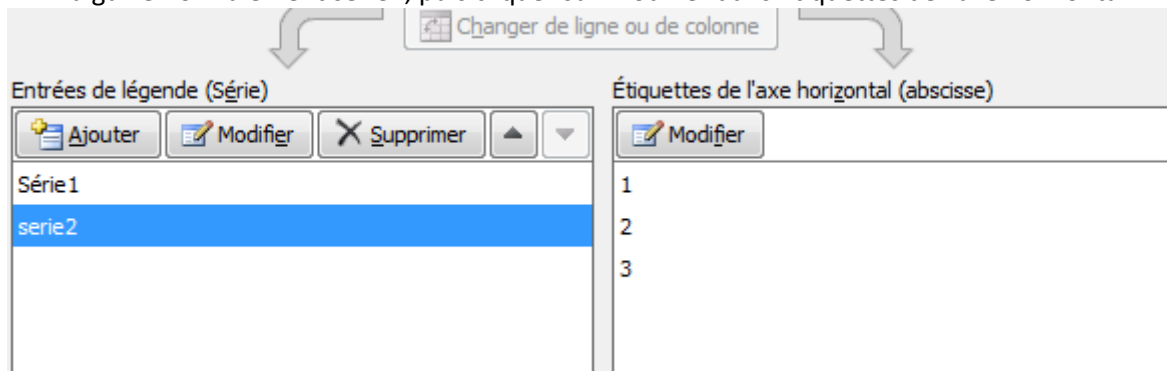 Changer de ligne ou de colonne
Entrées de légende (Série)
Étiquettes de l'axe horizontal (abscisse)
Ajouter Modifier Supprimer
Modifier
Série1
1
serie2
2
3